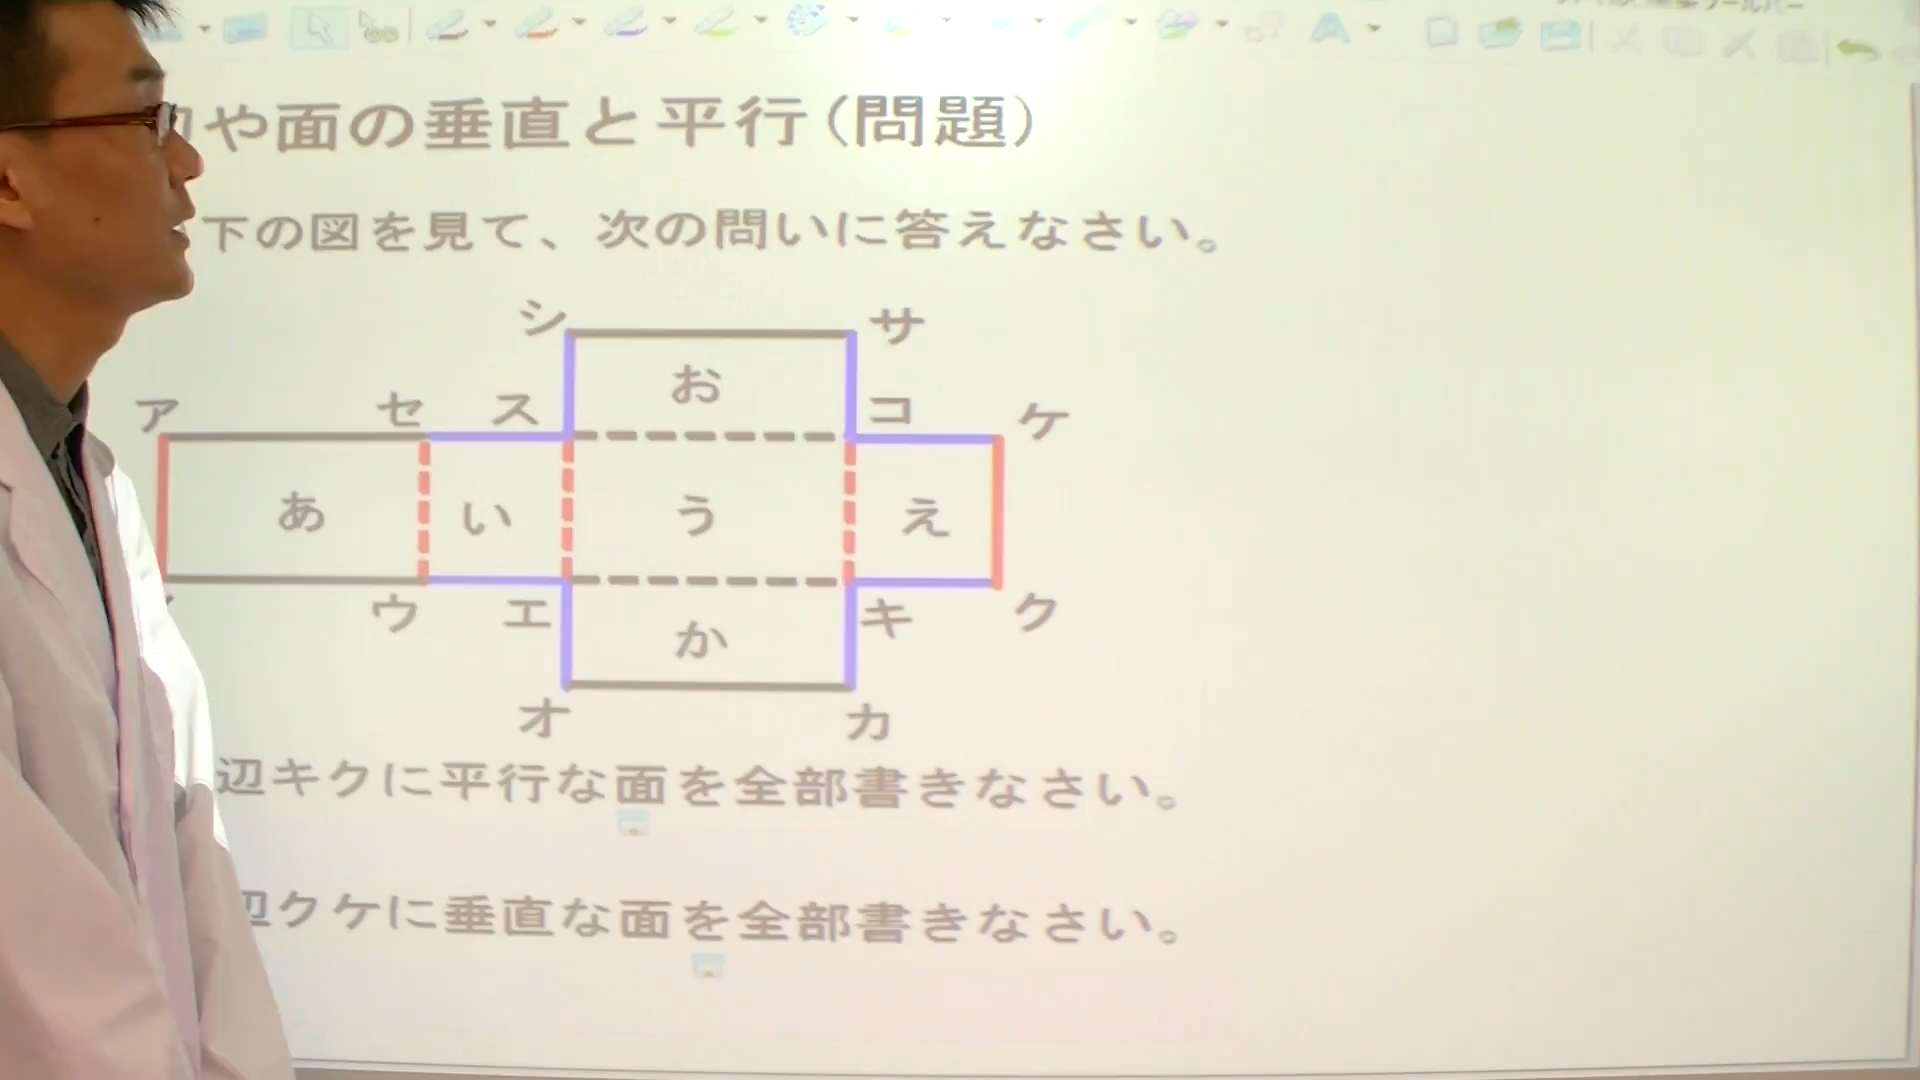 や面の垂直と平行(問題)
下の図を見て、次の問いに答えなさい。
シ サ
お
ア セ ス コ ケ
あ い う え
ウ エ キ ク
か
オ カ
辺キクに平行な面を全部書きなさい。
辺クケに垂直な面を全部書きなさい。